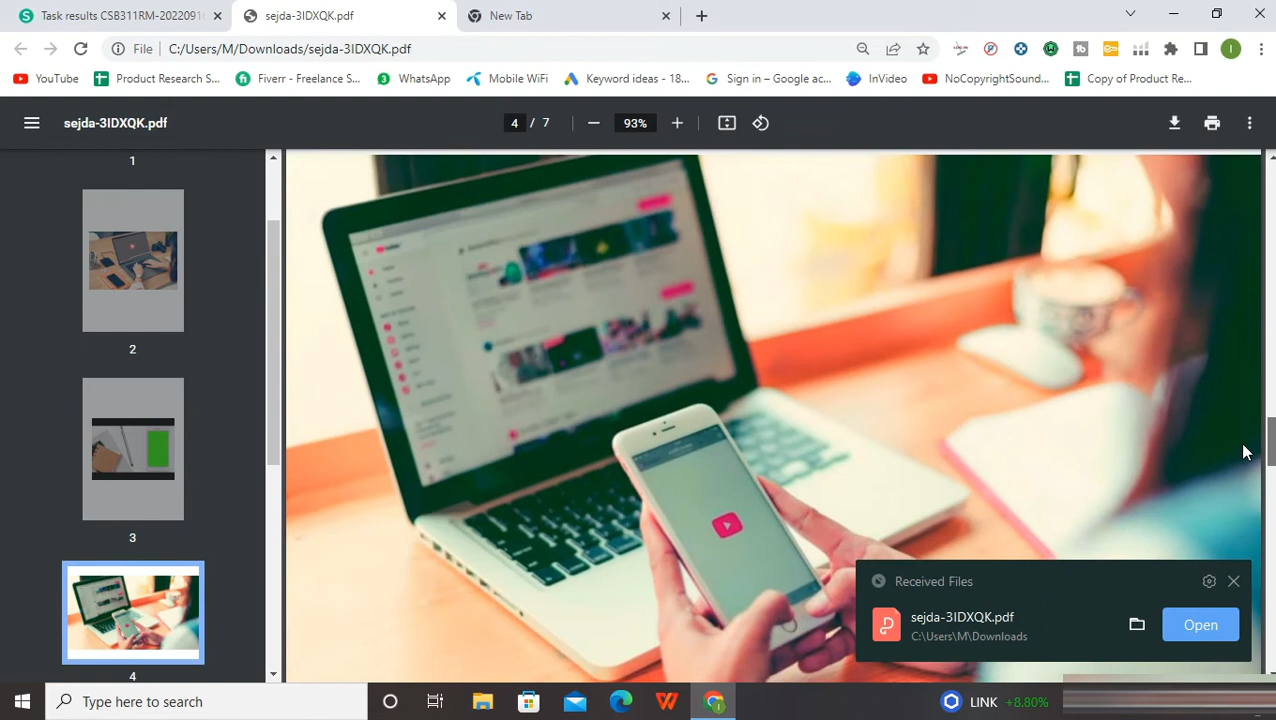 Task results CSB311RM-2022091
sejda-3IDXQK.pdf
New Tab
File
C:/Users/M/Downloads/sejda-3IDXQK.pdf
YouTube
Product Research S...
Fiverr - Freelance S...
WhatsApp
Mobile WiFi
Keyword ideas - 18...
Sign in – Google ac...
InVideo
NoCopyrightSound...
Copy of Product Re...
sejda-3IDXQK.pdf
4 / 7
93%
1
2
3
4
Received Files
sejda-3IDXQK.pdf
C:\Users\M\Downloads
Open
Type here to search
LINK +8.80%